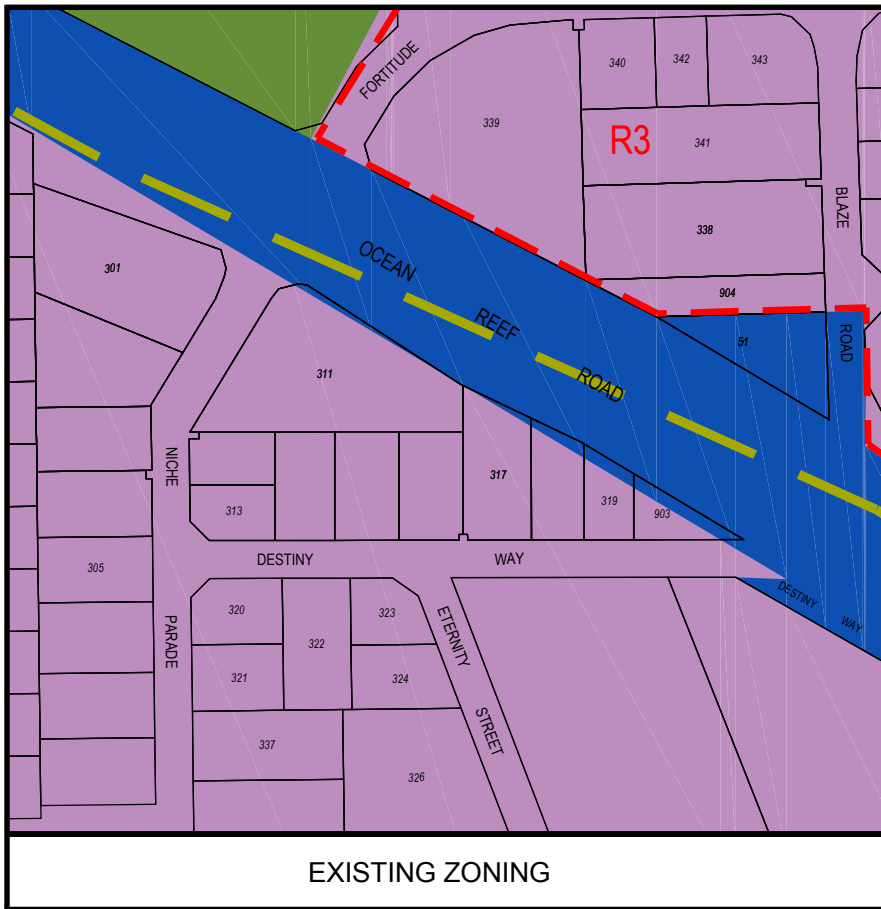 FORTITUDE
340
342
343
339
R3
341
BLAZE
338
301
OCEAN
904
REEF
51
ROAD
311
ROAD
NICHE
317
319
313
903
DESTINY WAY
305
DESTINY WAY
320
323
322
ETERNITY
PARADE
321
324
STREET
337
326
EXISTING ZONING